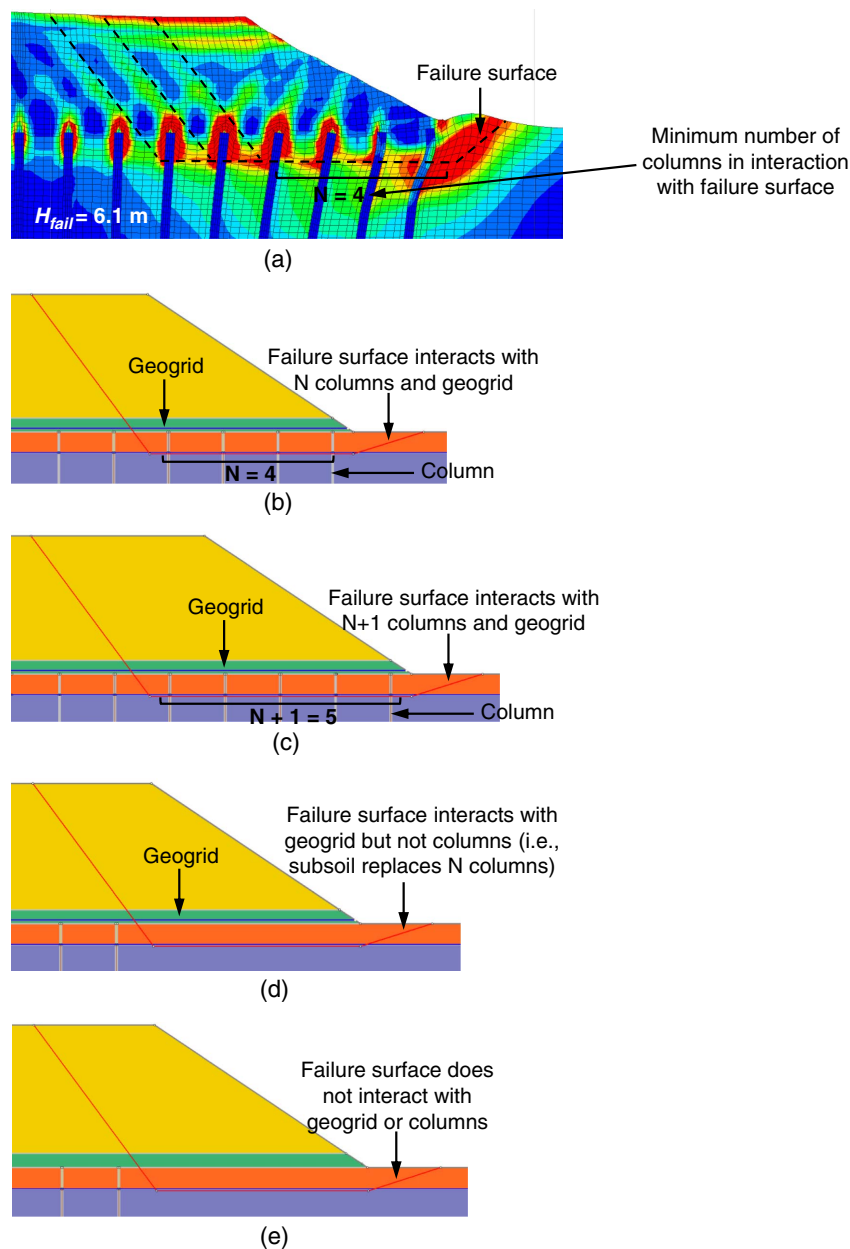 Failure surface
Minimum number of
columns in interaction
with failure surface
N = 4
Hfail = 6.1 m
(a)
Geogrid
Failure surface interacts with
N columns and geogrid
N = 4
Column
(b)
Geogrid
Failure surface interacts with
N+1 columns and geogrid
N + 1 = 5
Column
(c)
Geogrid
Failure surface interacts with
geogrid but not columns (i.e.,
subsoil replaces N columns)
(d)
Failure surface does
not interact with
geogrid or columns
(e)